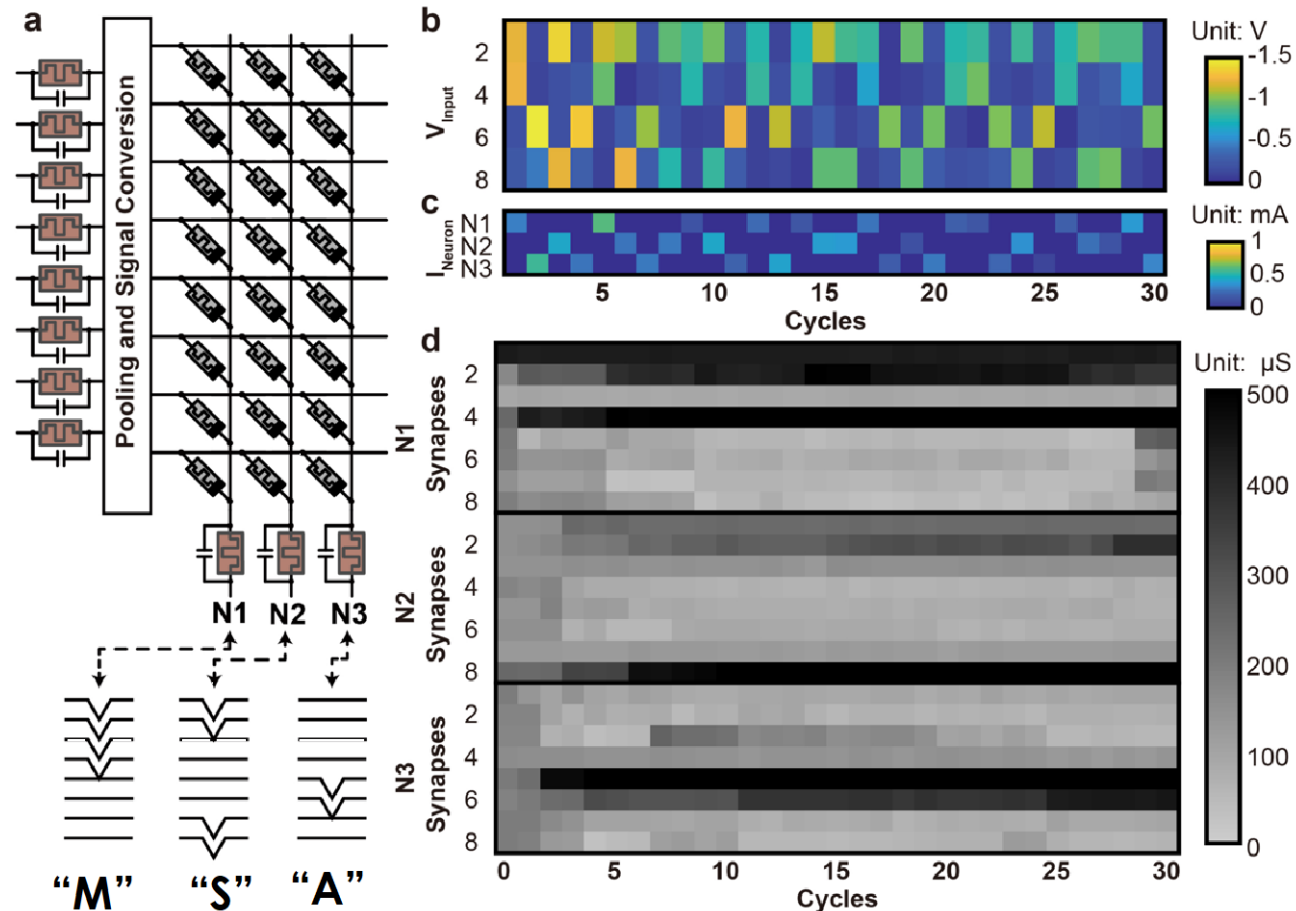 a
Pooling and Signal Conversion
N1 N2 N3
“M” “S” “A”
b
V Input
2
4
6
8
Unit: V
-1.5
-1
-0.5
0
c
I Neuron
N1
N2
N3
5 10 15 20 25 30
Cycles
Unit: mA
1
0.5
0
d
N1
Synapses
2
4
6
8
N2
Synapses
2
4
6
8
N3
Synapses
2
4
6
8
0 5 10 15 20 25 30
Cycles
Unit: µS
500
400
300
200
100
0